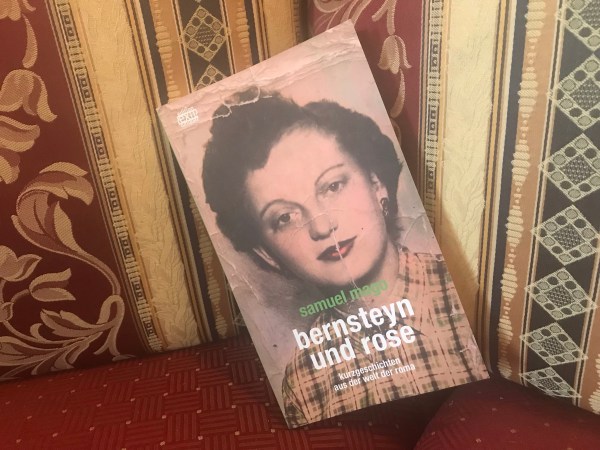 samuel mago
bernsteyn
und rose
kurzgeschichten
aus der welt der roma